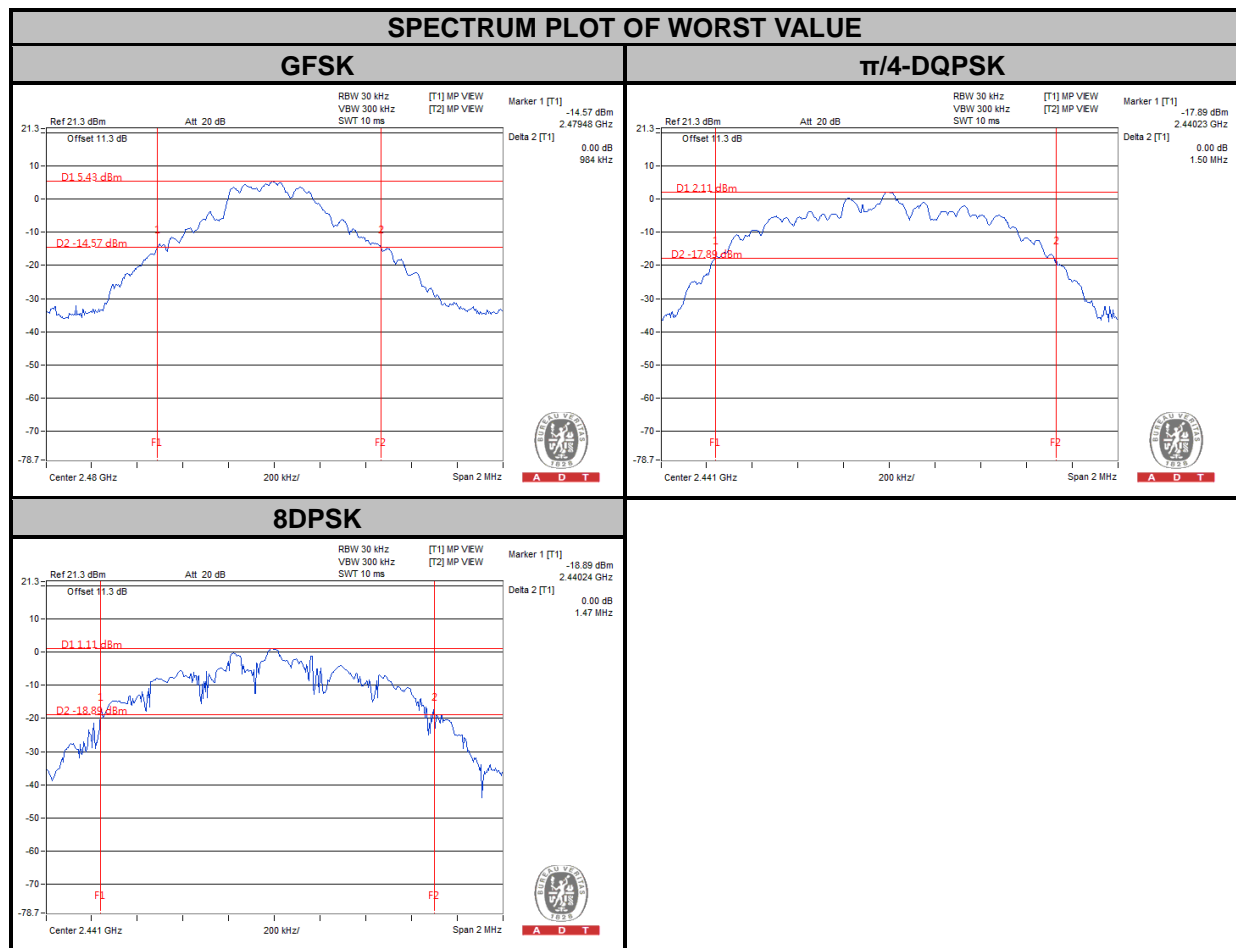 SPECTRUM PLOT OF WORST VALUE
GFSK
RBW 30 kHz [T1] MP VIEW
VBW 300 kHz [T2] MP VIEW
Ref 21.3 dBm Att 20 dB SWT 10 ms
Marker 1 [T1]
-14.57 dBm
2.47948 GHz
Delta 2 [T1]
0.00 dB
984 kHz
21.3
Offset 11.3 dB
10
D1 5.43 dBm
0
-10
1 2
D2 -14.57 dBm
-20
-30
-40
-50
-60
-70
F1 F2
-78.7
Center 2.48 GHz 200 kHz/ Span 2 MHz
BUREAU VERITAS
1828
A D T
π/4-DQPSK
RBW 30 kHz [T1] MP VIEW
VBW 300 kHz [T2] MP VIEW
Ref 21.3 dBm Att 20 dB SWT 10 ms
Marker 1 [T1]
-17.89 dBm
2.44023 GHz
Delta 2 [T1]
0.00 dB
1.50 MHz
21.3
Offset 11.3 dB
10
D1 2.11 dBm
0
-10
1 2
D2 -17.89 dBm
-20
-30
-40
-50
-60
-70
F1 F2
-78.7
Center 2.441 GHz 200 kHz/ Span 2 MHz
BUREAU VERITAS
1828
A D T
8DPSK
RBW 30 kHz [T1] MP VIEW
VBW 300 kHz [T2] MP VIEW
Ref 21.3 dBm Att 20 dB SWT 10 ms
Marker 1 [T1]
-18.89 dBm
2.44024 GHz
Delta 2 [T1]
0.00 dB
1.47 MHz
21.3
Offset 11.3 dB
10
D1 1.11 dBm
0
-10
1 2
D2 -18.89 dBm
-20
-30
-40
-50
-60
-70
F1 F2
-78.7
Center 2.441 GHz 200 kHz/ Span 2 MHz
BUREAU VERITAS
1828
A D T